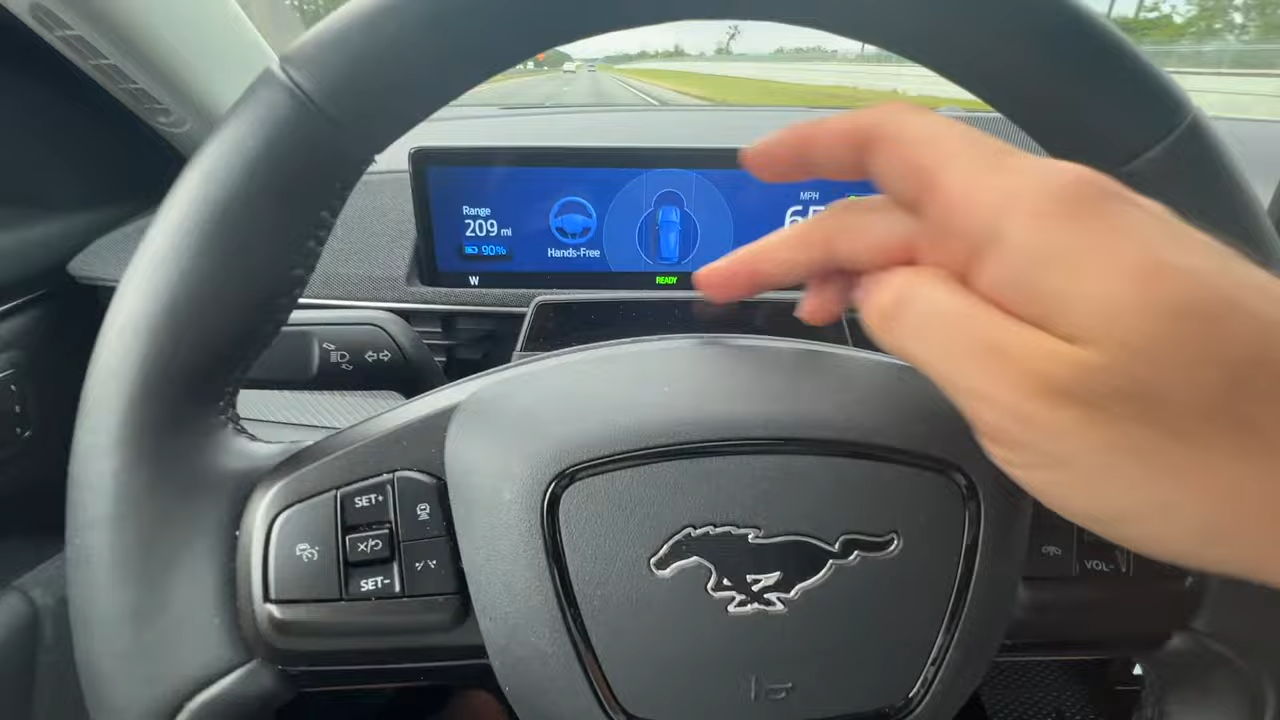 Range
209 mi
90%
Hands-Free
MPH
W
READY
SET+
X/
SET-
VOL-